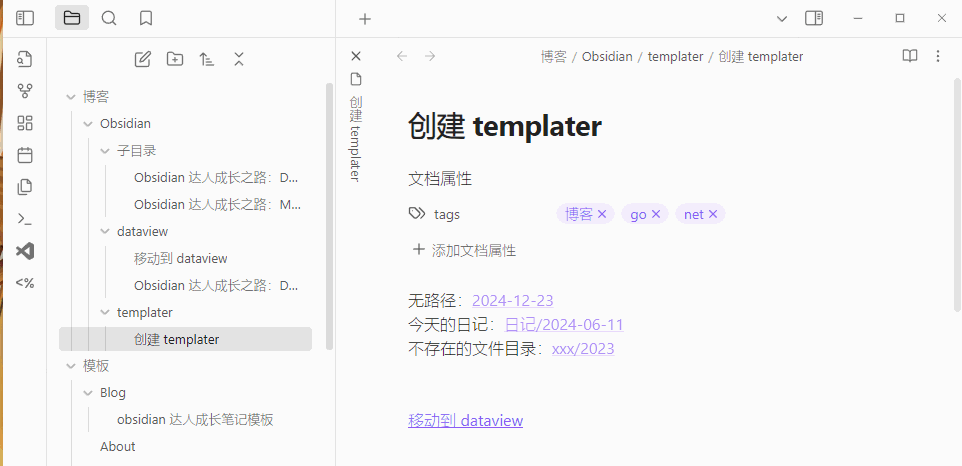 博客
Obsidian
子目录
Obsidian 达人成长之路：D...
Obsidian 达人成长之路：M...
dataview
移动到 dataview
Obsidian 达人成长之路：D...
templater
创建 templater
模板
Blog
obsidian 达人成长笔记模板
About
<%
创建 templater
博客 / Obsidian / templater / 创建 templater
创建 templater
文档属性
tags 博客 × go × net ×
添加文档属性
无路径：2024-12-23
今天的日记：日记/2024-06-11
不存在的文件目录：xxx/2023
移动到 dataview